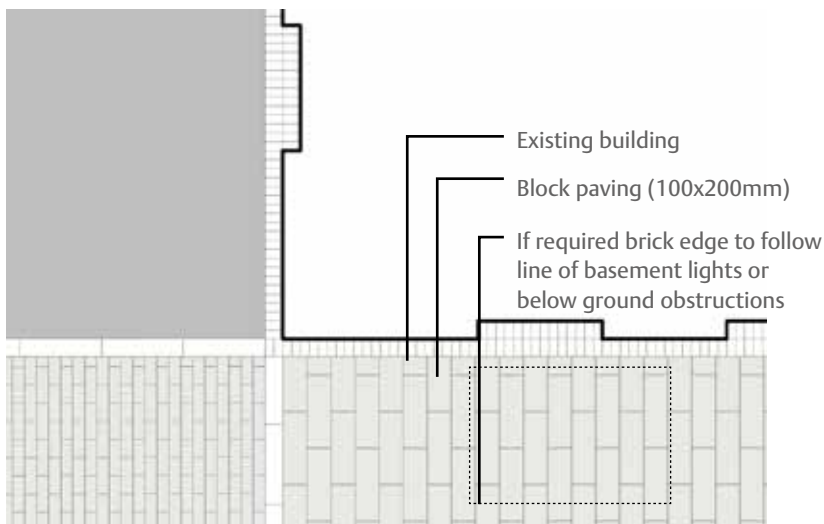 Existing building
Block paving (100x200mm)
If required brick edge to follow
line of basement lights or
below ground obstructions